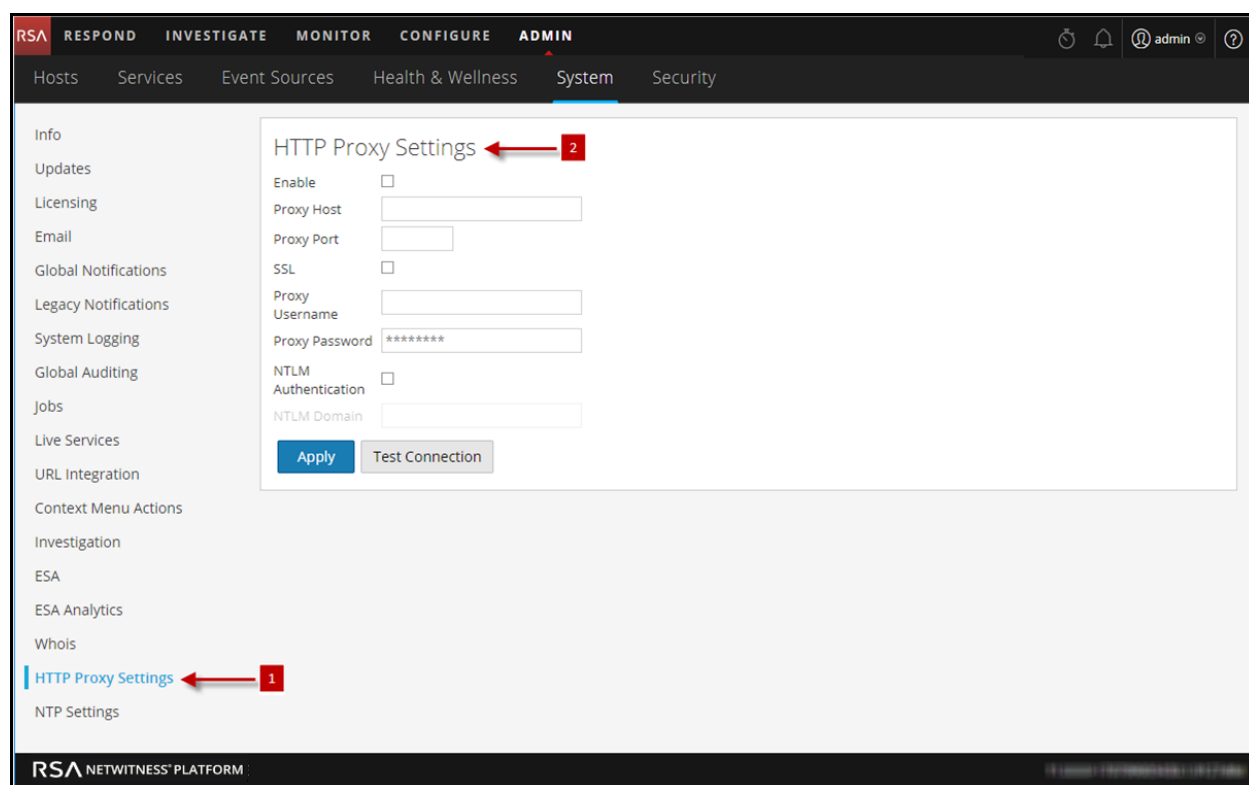 RSA RESPOND INVESTIGATE MONITOR CONFIGURE ADMIN admin
Hosts Services Event Sources Health & Wellness System Security
Info
Updates
Licensing
Email
Global Notifications
Legacy Notifications
System Logging
Global Auditing
Jobs
Live Services
URL Integration
Context Menu Actions
Investigation
ESA
ESA Analytics
Whois
HTTP Proxy Settings 1
NTP Settings
HTTP Proxy Settings 2
Enable
Proxy Host
Proxy Port
SSL
Proxy
Username
Proxy Password ********
NTLM
Authentication
NTLM Domain
Apply Test Connection
RSA NETWITNESS® PLATFORM